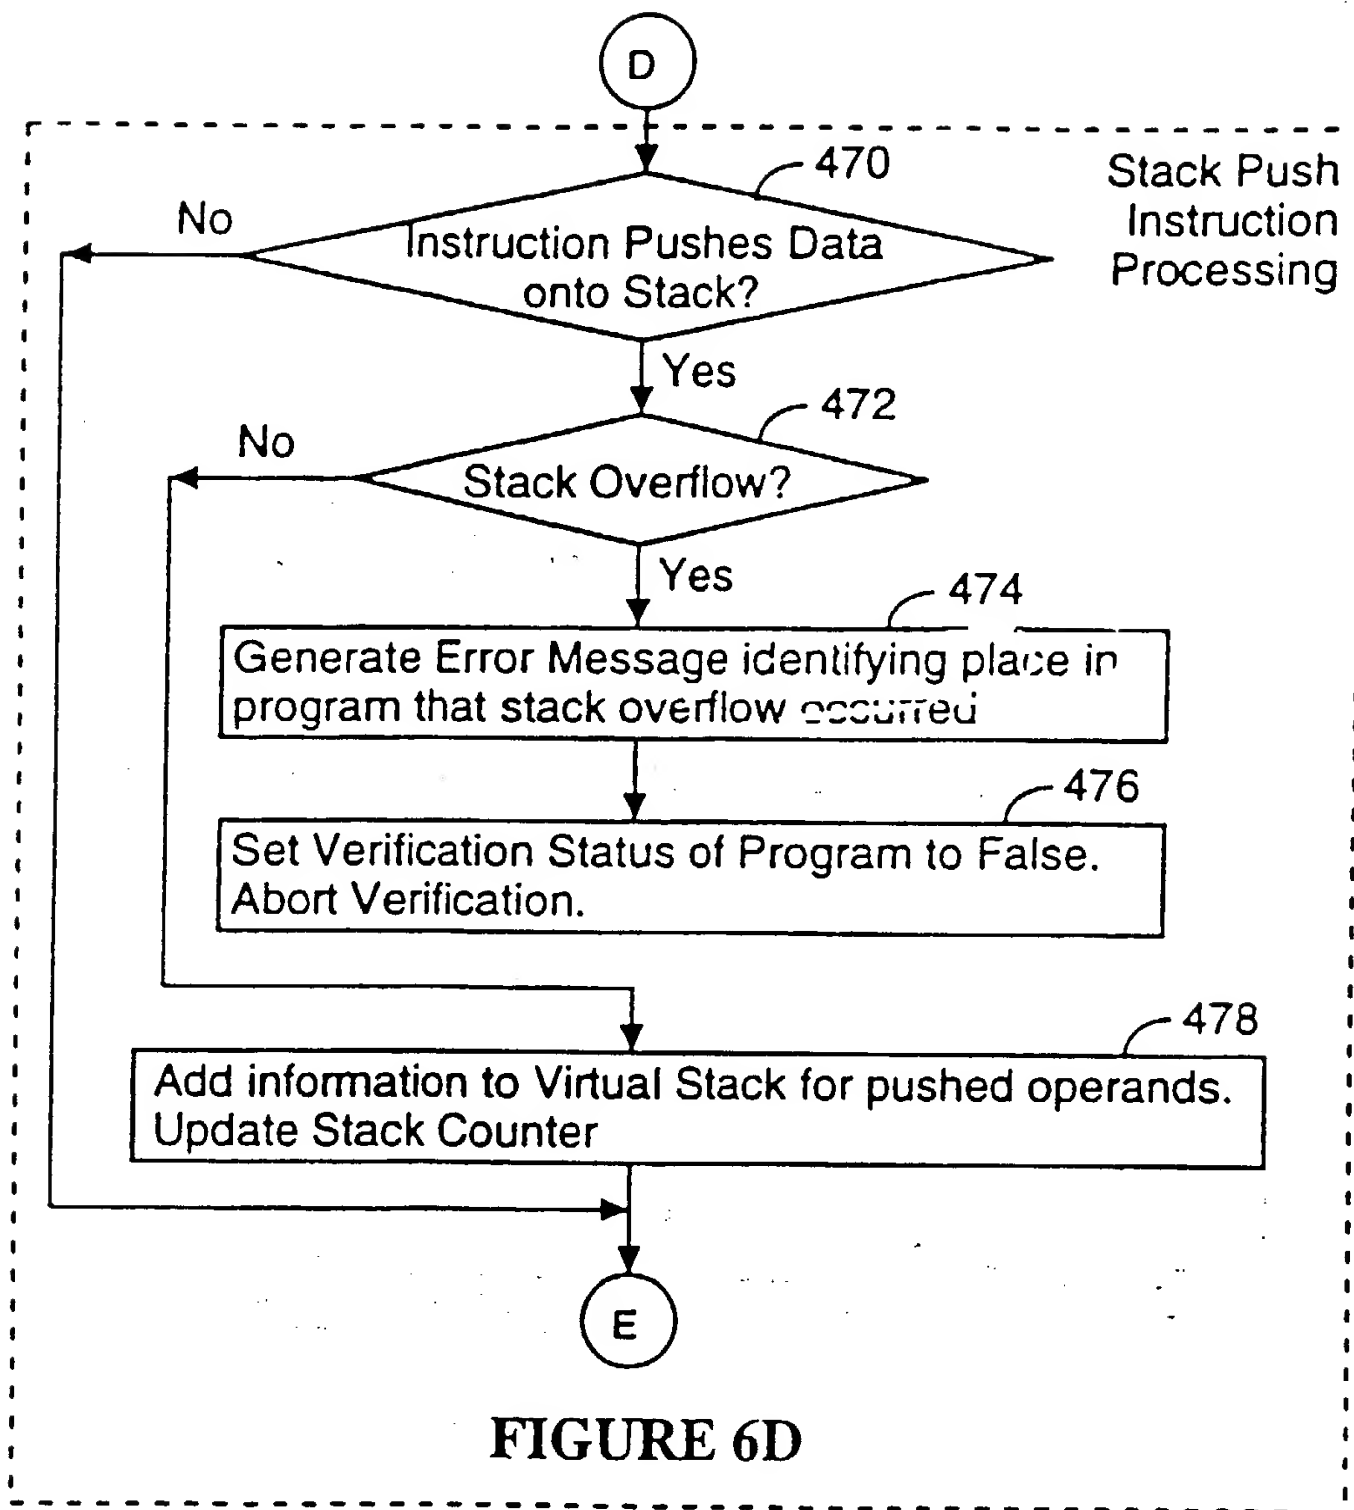 D
470
Stack Push
Instruction
Processing
No
Instruction Pushes Data
onto Stack?
Yes
472
No
Stack Overflow?
Yes
474
Generate Error Message identifying place in
program that stack overflow occurred
476
Set Verification Status of Program to False.
Abort Verification.
478
Add information to Virtual Stack for pushed operands.
Update Stack Counter
E
FIGURE 6D